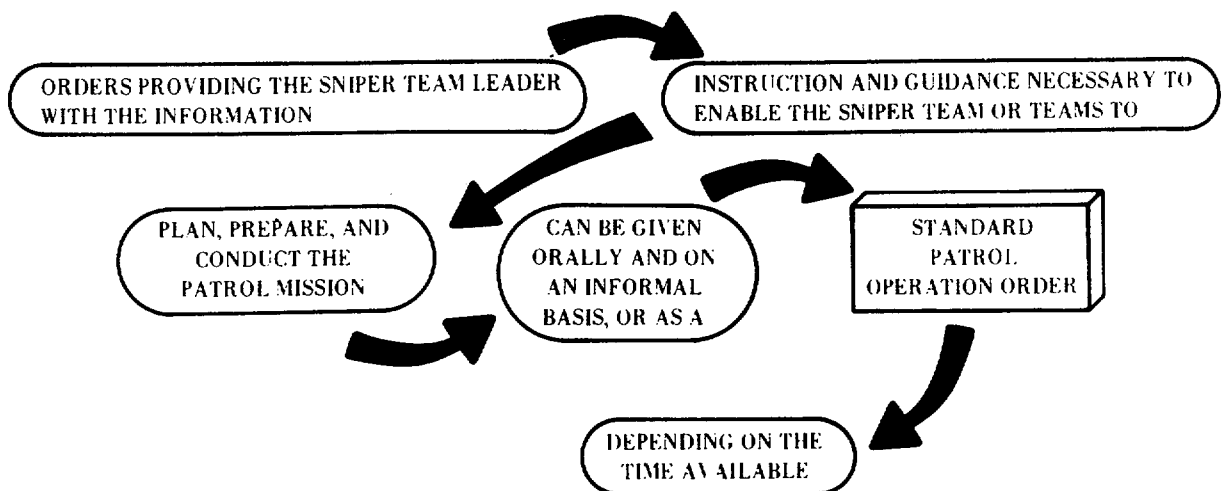 ORDERS PROVIDING THE SNIPER TEAM LEADER
WITH THE INFORMATION
INSTRUCTION AND GUIDANCE NECESSARY TO
ENABLE THE SNIPER TEAM OR TEAMS TO
PLAN, PREPARE, AND
CONDUCT THE
PATROL MISSION
CAN BE GIVEN
ORALLY AND ON
AN INFORMAL
BASIS, OR AS A
STANDARD
PATROL
OPERATION ORDER
DEPENDING ON THE
TIME AVAILABLE